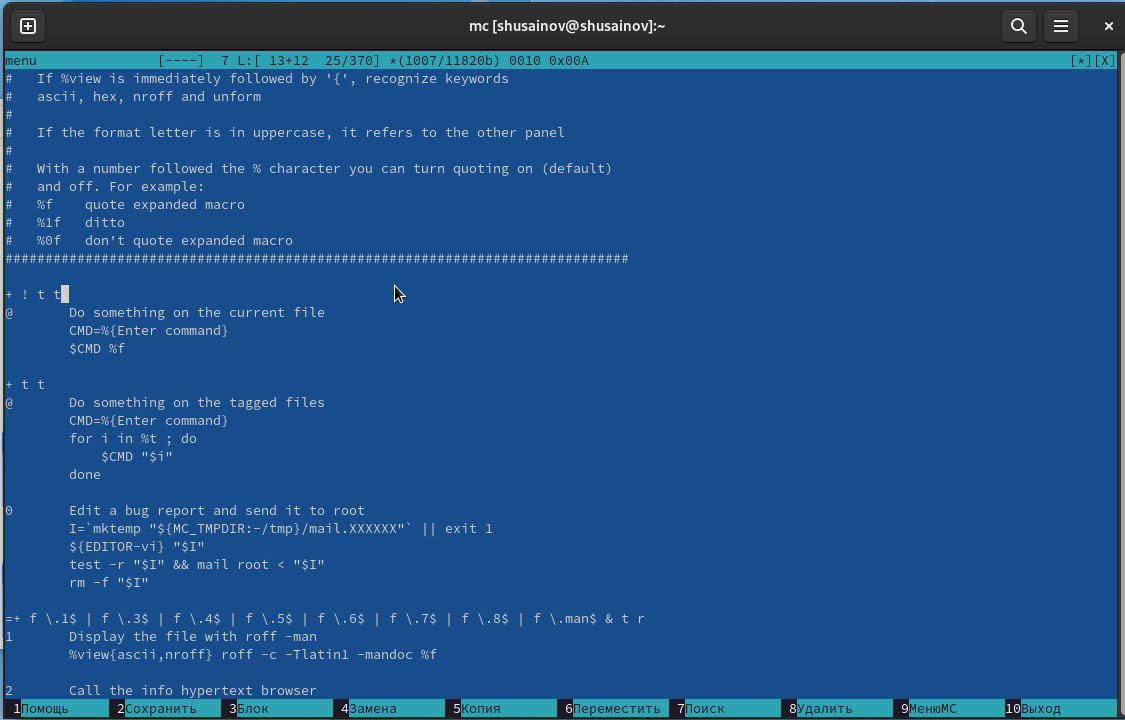 mc [shusainov@shusainov]:~
menu [----] 7 L:[ 13+12 25/370] *(1007/11820b) 0010 0x00A [*][X]
# If %view is immediately followed by '{', recognize keywords
# ascii, hex, nroff and unform
#
# If the format letter is in uppercase, it refers to the other panel
#
# With a number followed the % character you can turn quoting on (default)
# and off. For example:
# %f quote expanded macro
# %1f ditto
# %0f don't quote expanded macro
##############################################################################
+ ! t t
@ Do something on the current file
CMD=%{Enter command}
$CMD %f
+ t t
@ Do something on the tagged files
CMD=%{Enter command}
for i in %t ; do
$CMD "$i"
done
0 Edit a bug report and send it to root
I=`mktemp "${MC_TMPDIR:-/tmp}/mail.XXXXXX"` || exit 1
${EDITOR-vi} "$I"
test -r "$I" && mail root < "$I"
rm -f "$I"
=+ f \.1$ | f \.3$ | f \.4$ | f \.5$ | f \.6$ | f \.7$ | f \.8$ | f \.man$ & t r
1 Display the file with roff -man
%view{ascii,nroff} roff -c -Tlatin1 -mandoc %f
2 Call the info hypertext browser
1Помощь 2Сохранить 3Блок 4Замена 5Копия 6Переместить 7Поиск 8Удалить 9МенюMC 10Выход